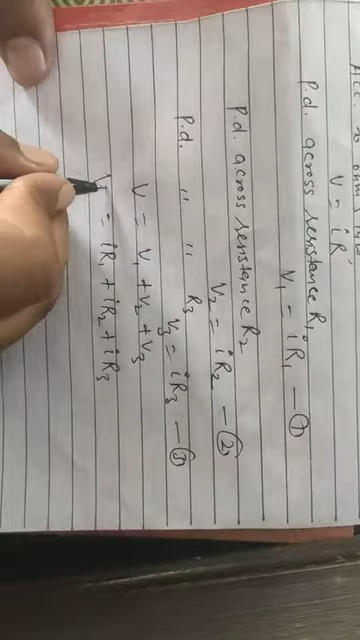 Acc to ohm law
V = iR
p.d. across resistance R₁
V₁ = iR₁ — ①
p.d. across resistance R₂
V₂ = iR₂ — ②
p.d. " " R₃
V₃ = iR₃ — ③
V = V₁ + V₂ + V₃
= iR₁ + iR₂ + iR₃